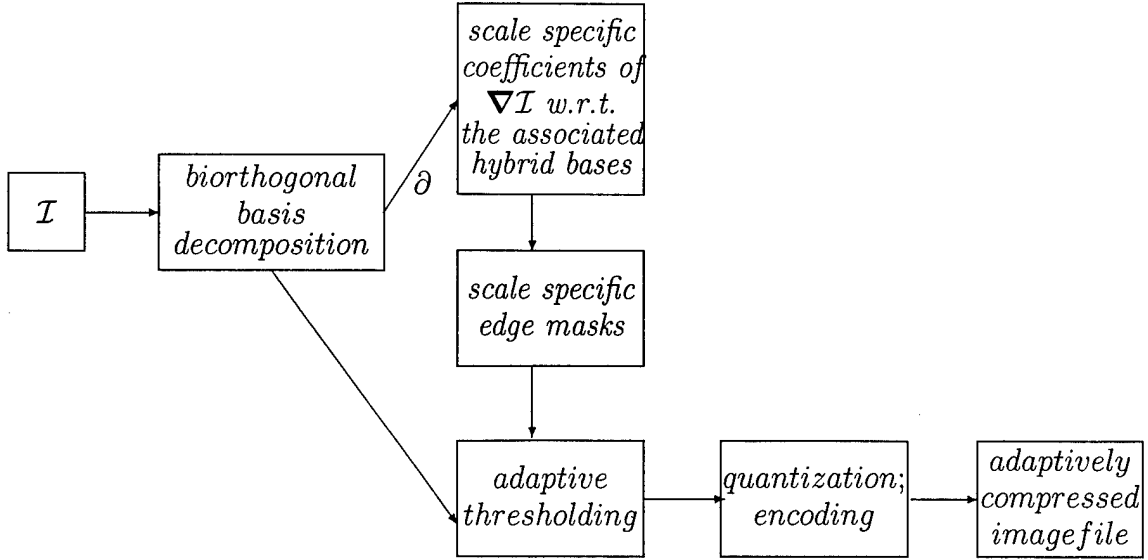 scale specific
coefficients of
∇ℐ w.r.t.
the associated
hybrid bases
∂
ℐ
biorthogonal
basis
decomposition
scale specific
edge masks
adaptive
thresholding
quantization;
encoding
adaptively
compressed
imagefile